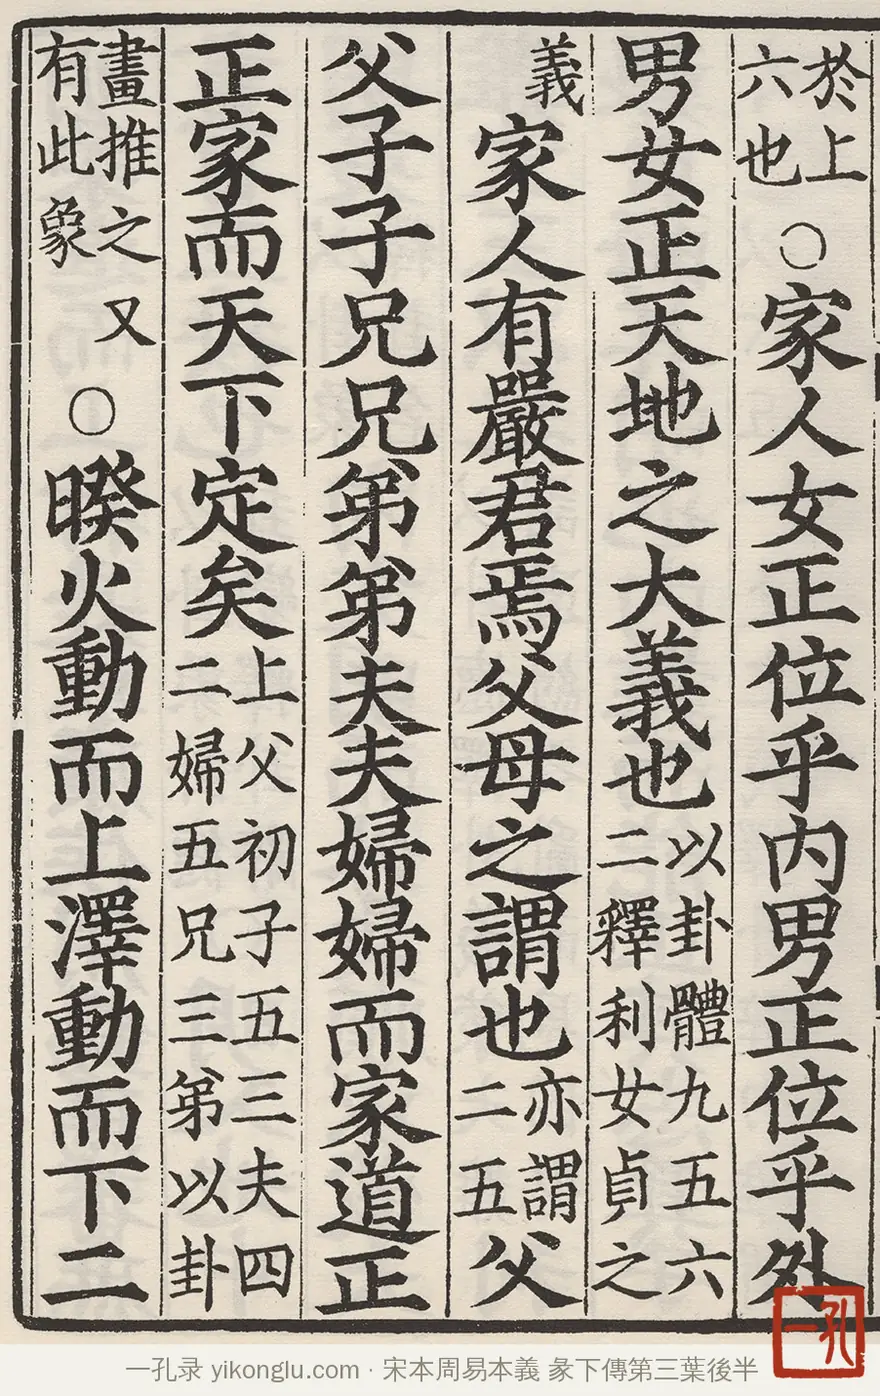 於上六也○家人女正位乎内男正位乎外
男女正天地之大義也以卦體九五六二釋利女貞之
義家人有嚴君焉父母之謂也亦謂二五父
父子子兄兄弟弟夫夫婦婦而家道正
正家而天下定矣上父初子五三夫四二婦五兄三弟以卦
畫推之有此象又○暌火動而上澤動而下二
一孔
一孔录 yikonglu.com · 宋本周易本義 彖下傳第三葉後半